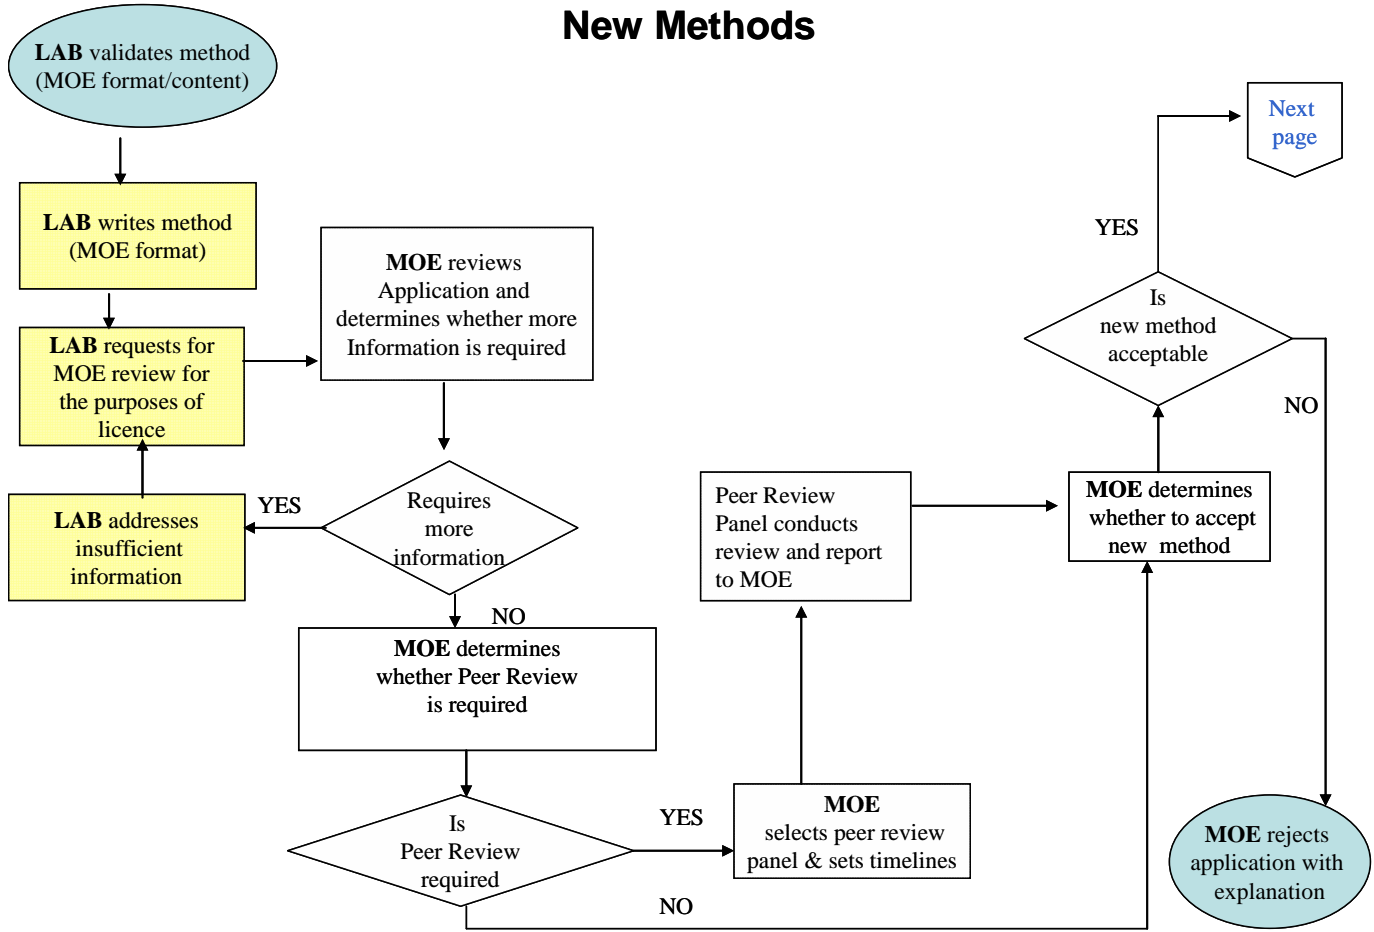 New Methods
LAB validates method
(MOE format/content)
LAB writes method
(MOE format)
LAB requests for
MOE review for
the purposes of
licence
LAB addresses
insufficient
information
MOE reviews
Application and
determines whether more
Information is required
Requires
more
information
YES
NO
MOE determines
whether Peer Review
is required
Is
Peer Review
required
YES
NO
MOE
selects peer review
panel & sets timelines
Peer Review
Panel conducts
review and report
to MOE
MOE determines
whether to accept
new method
Is
new method
acceptable
YES
NO
Next
page
MOE rejects
application with
explanation